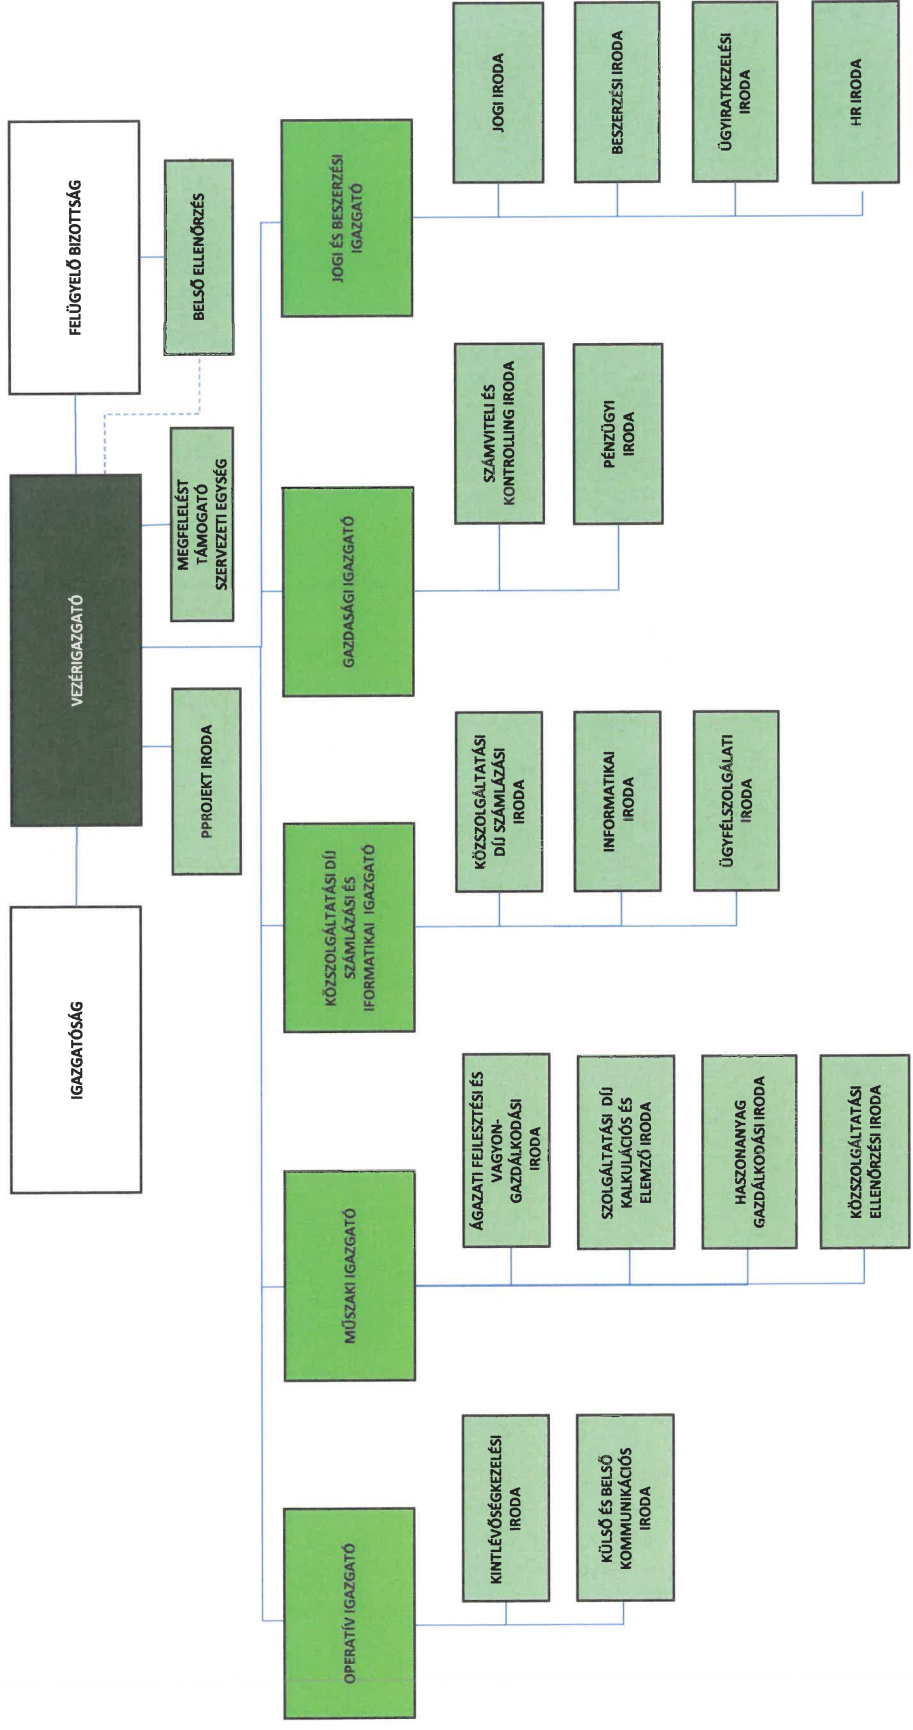 IGAZGATÓSÁG
VEZÉRIGAZGATÓ
FELÜGYELŐ BIZOTTSÁG
PPROJEKT IRODA
MEGFELELÉST
TÁMOGATÓ
SZERVEZETI EGYSÉG
BELSŐ ELLENŐRZÉS
OPERATÍV IGAZGATÓ
MŰSZAKI IGAZGATÓ
KÖZSZOLGÁLTATÁSI DÍJ
SZÁMLÁZÁSI ÉS
IFORMATIKAI IGAZGATÓ
GAZDASÁGI IGAZGATÓ
JOGI ÉS BESZERZÉSI
IGAZGATÓ
KINTLÉVŐSÉGKEZELÉSI
IRODA
KÜLSŐ ÉS BELSŐ
KOMMUNIKÁCIÓS
IRODA
ÁGAZATI FEJLESZTÉSI ÉS
VAGYON-
GAZDÁLKODÁSI
IRODA
SZOLGÁLTATÁSI DÍJ
KALKULÁCIÓS ÉS
ELEMZŐ IRODA
HASZONANYAG
GAZDÁLKODÁSI IRODA
KÖZSZOLGÁLTATÁSI
ELLENŐRZÉSI IRODA
KÖZSZOLGÁLTATÁSI
DÍJ SZÁMLÁZÁSI
IRODA
INFORMATIKAI
IRODA
ÜGYFÉLSZOLGÁLATI
IRODA
SZÁMVITELI ÉS
KONTROLLING IRODA
PÉNZÜGYI
IRODA
JOGI IRODA
BESZERZÉSI IRODA
ÜGYIRATKEZELÉSI
IRODA
HR IRODA